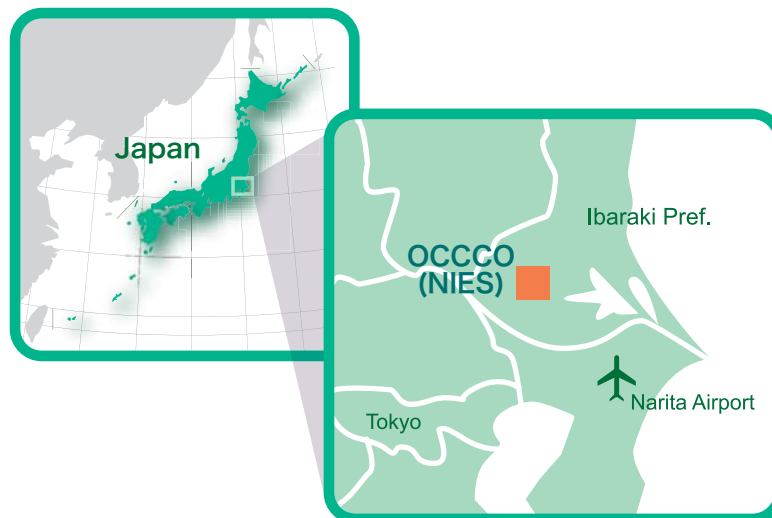 Japan
Ibaraki Pref.
OCCCO
(NIES)
Narita Airport
Tokyo